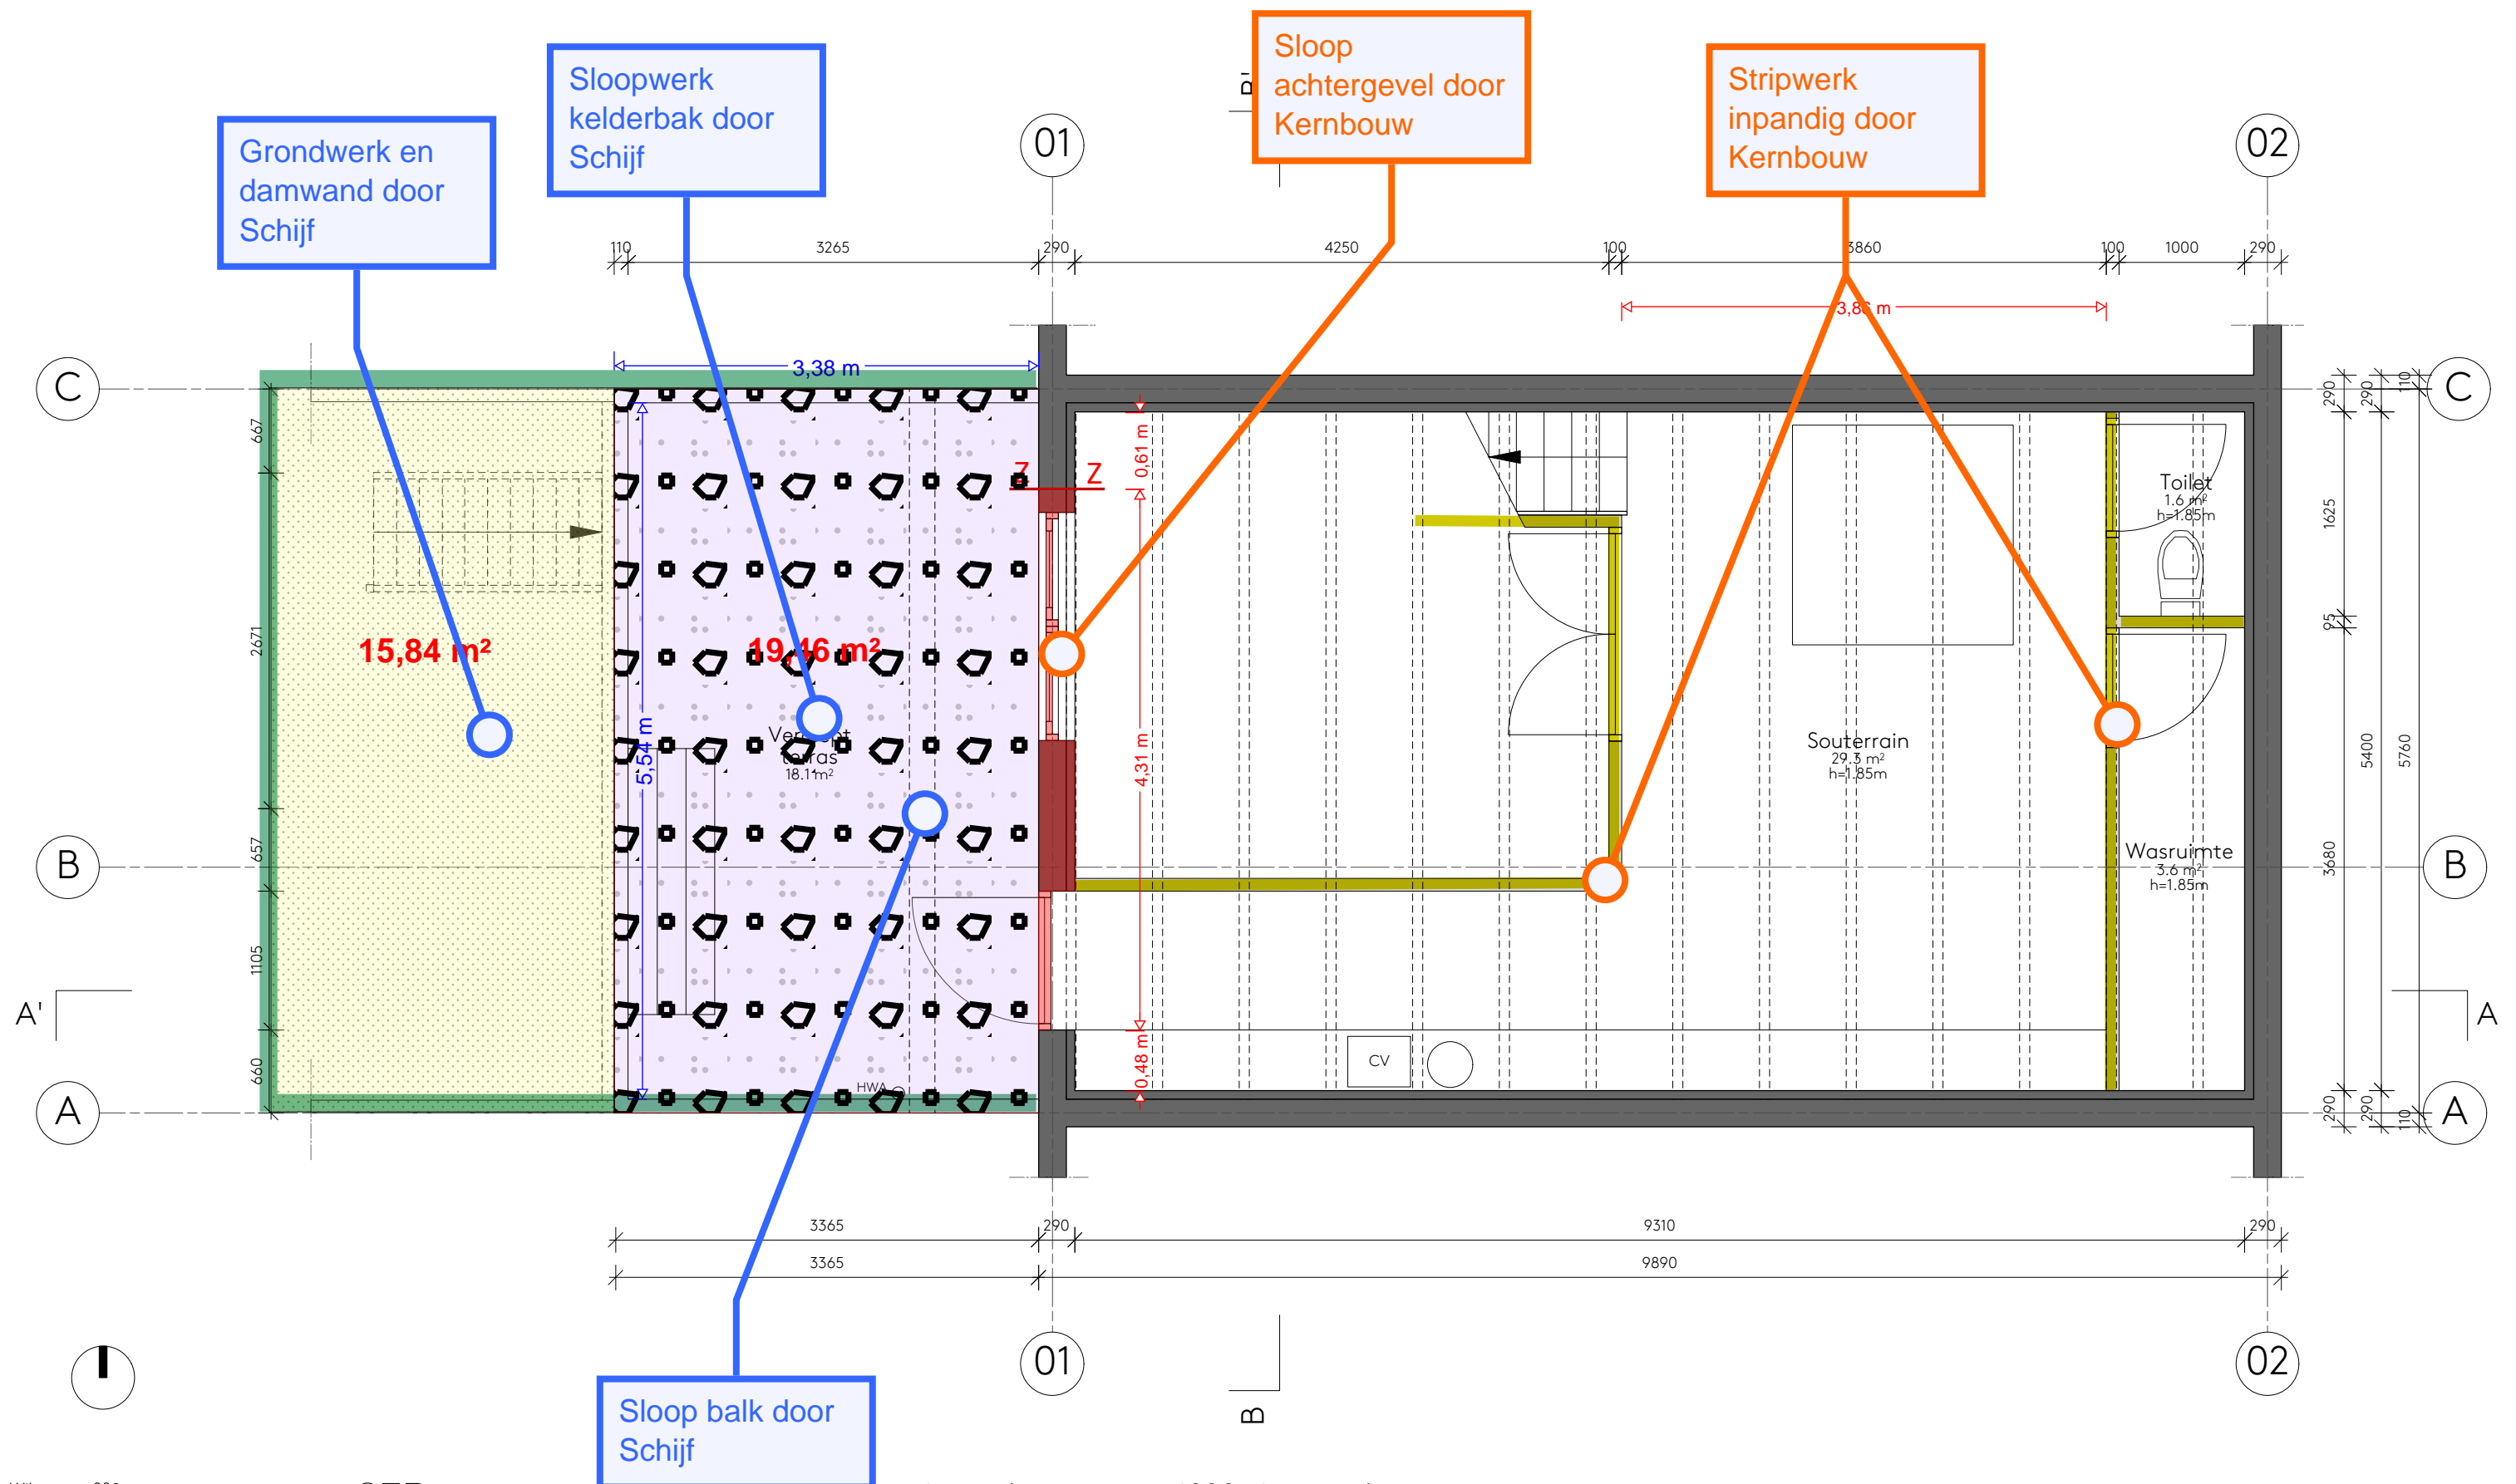 Sloop
achtergevel door
Kernbouw
Sloopwerk
kelderbak door
Schijf
Stripwerk
inpandig door
Kernbouw
Grondwerk en
damwand door
Schijf
01
02
110
3265
290
4250
100
3860
100
1000
290
3,86 m
3,38 m
C
C
290
290
110
667
0,61 m
Z
Z
Toilet
1.6 m²
h=1.85m
1625
95
2671
15,84 m²
19,46 m²
5,54 m
terras
18.1 m²
4,31 m
Souterrain
29.3 m²
h=1.85m
5400
5760
657
B
B
Wasruimte
3.6 m²
h=1.85m
3680
1105
A'
A
660
HWA
0,48 m
CV
A
A
290
290
110
3365
290
9310
290
3365
9890
01
02
B
Sloop balk door
Schijf